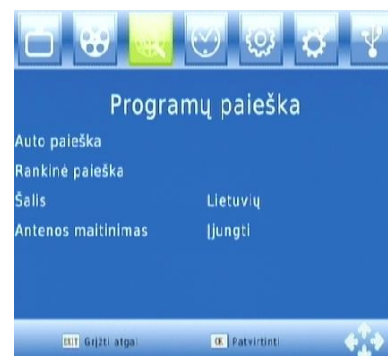 Programų paieška
Auto paieška
Rankinė paieška
Šalis Lietuvių
Antenos maitinimas Įjungti
EXIT Grįžti atgal OK Patvirtinti